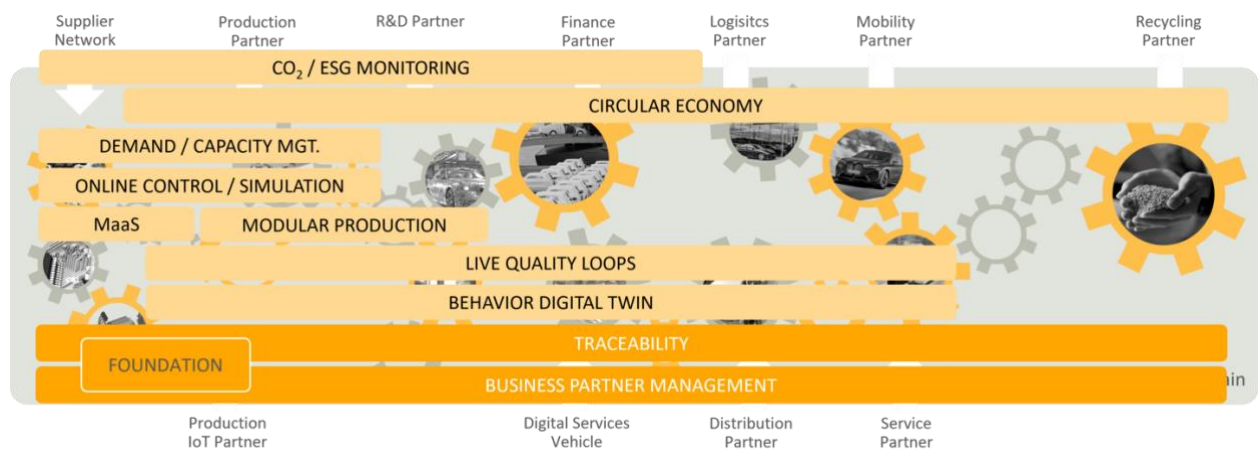 Supplier
Network
Production
Partner
R&D Partner
Finance
Partner
Logisitcs
Partner
Mobility
Partner
Recycling
Partner
CO₂ / ESG MONITORING
CIRCULAR ECONOMY
DEMAND / CAPACITY MGT.
ONLINE CONTROL / SIMULATION
MaaS
MODULAR PRODUCTION
LIVE QUALITY LOOPS
BEHAVIOR DIGITAL TWIN
TRACEABILITY
FOUNDATION
BUSINESS PARTNER MANAGEMENT
Production
IoT Partner
Digital Services
Vehicle
Distribution
Partner
Service
Partner